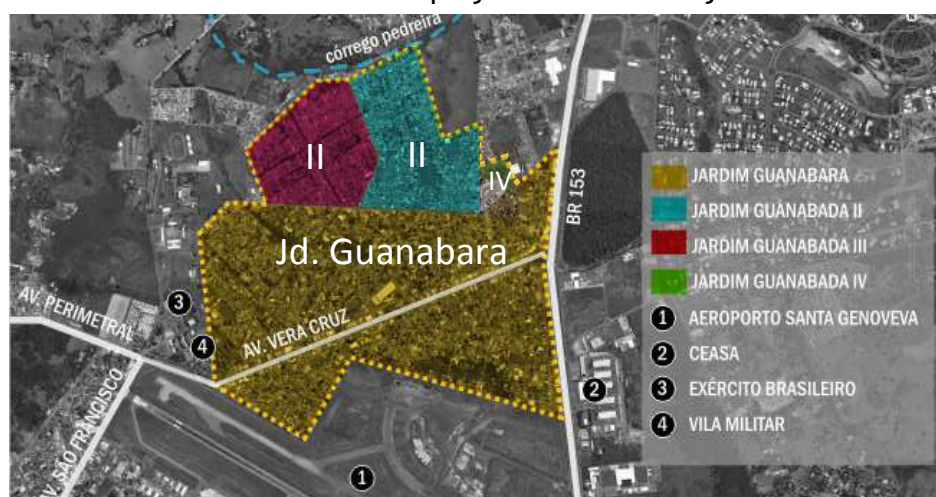 córrego pedreira
II
II
IV
Jd. Guanabara
BR 153
AV. PERIMETRAL
AV. VERA CRUZ
AV. SÃO FRANCISCO
3
4
2
1
N
JARDIM GUANABARA
JARDIM GUANABADA II
JARDIM GUANABADA III
JARDIM GUANABADA IV
1 AEROPORTO SANTA GENOVEVA
2 CEASA
3 EXÉRCITO BRASILEIRO
4 VILA MILITAR